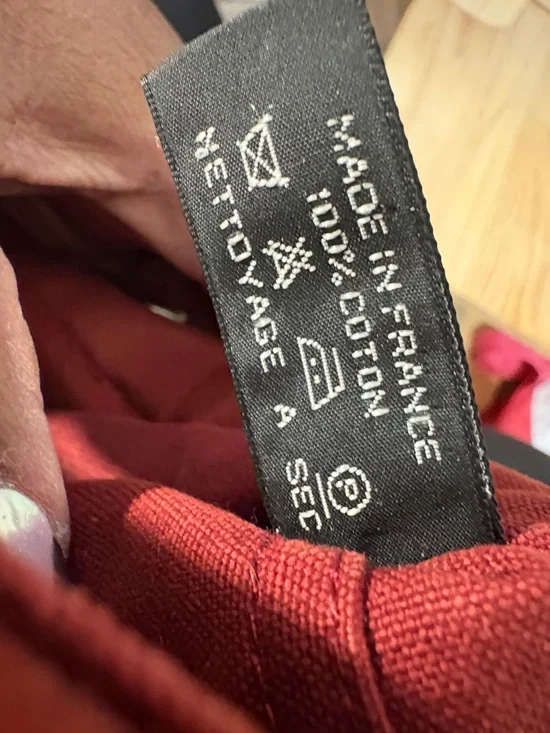 MADE IN FRANCE
100% COTON
P
NETTOYAGE A SEC